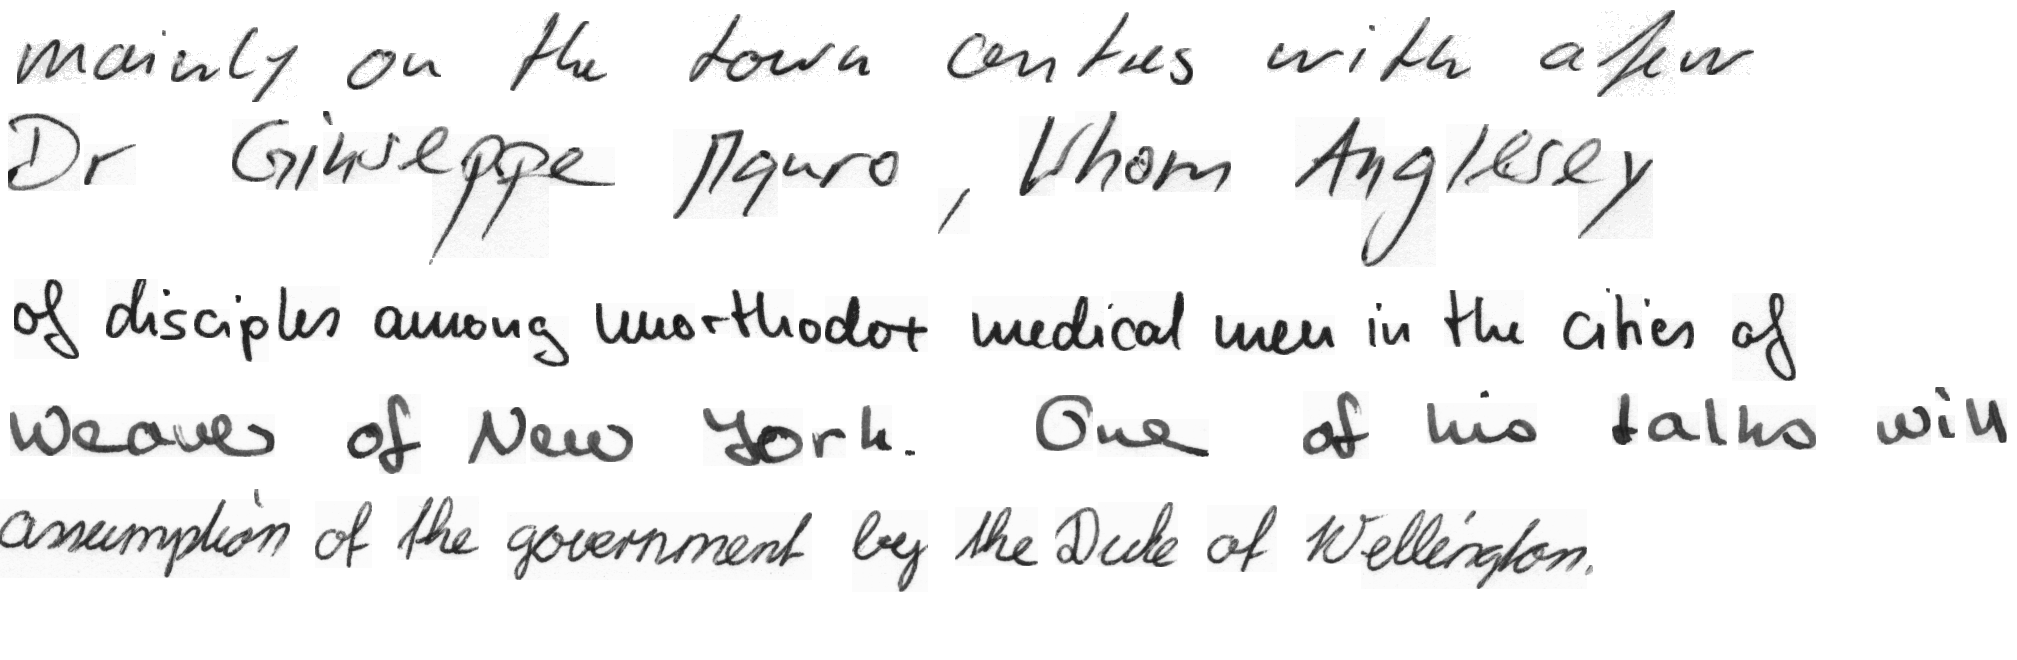 mainly on the town centres with a few
Dr Giuseppe Mauro , whom Anglesey
of disciples among unorthodox medical men in the cities of
Weaver of New York. One of his talks will
assumption of the government by the Duke of Wellington.